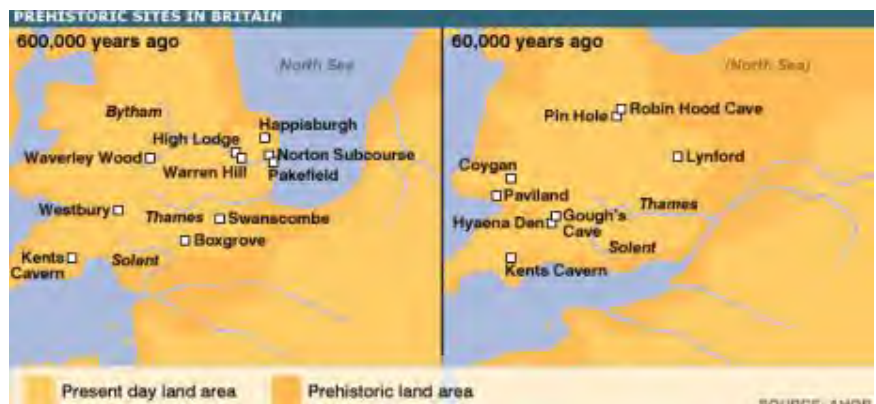 PREHISTORIC SITES IN BRITAIN
600,000 years ago
North Sea
Bytham
Happisburgh
High Lodge
Waverley Wood
Norton Subcourse
Warren Hill
Pakefield
Westbury
Thames
Swanscombe
Boxgrove
Kents
Cavern
Solent
60,000 years ago
(North Sea)
Robin Hood Cave
Pin Hole
Lynford
Coygan
Paviland
Thames
Hyaena Den
Gough's
Cave
Solent
Kents Cavern
Present day land area
Prehistoric land area
SOURCE: AHOB